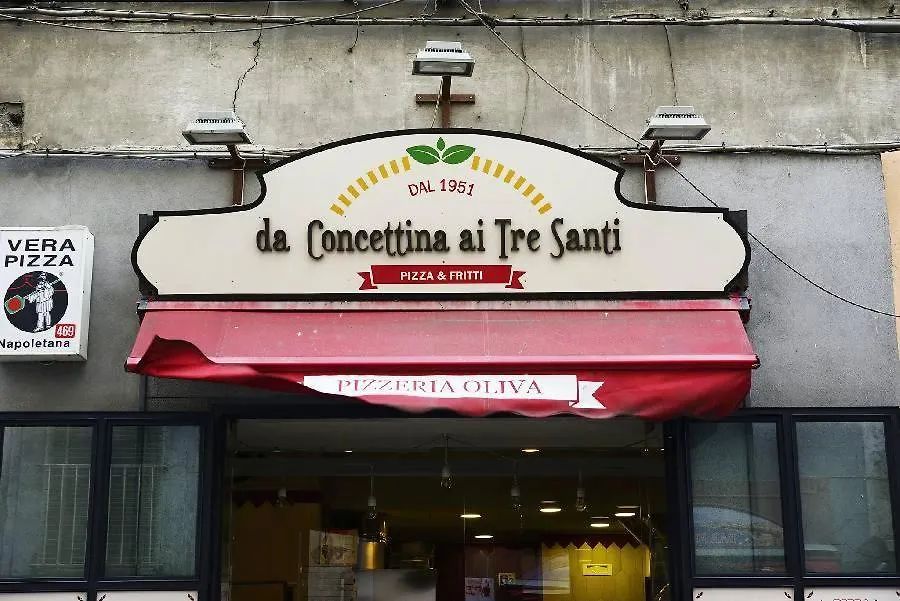 DAL 1951
da Concettina ai Tre Santi
PIZZA & FRITTI
VERA
PIZZA
469
Napoletana
PIZZERIA OLIVA